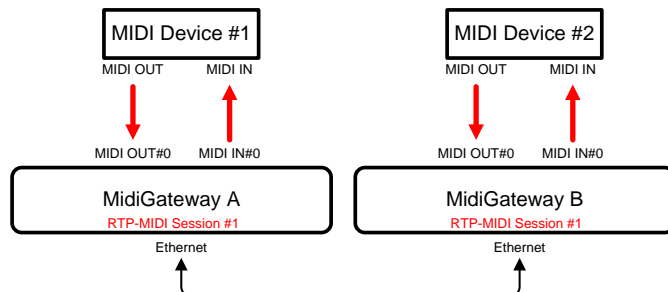 MIDI Device #1
MIDI OUT MIDI IN
MIDI OUT#0 MIDI IN#0
MidiGateway A
RTP-MIDI Session #1
Ethernet
MIDI Device #2
MIDI OUT MIDI IN
MIDI OUT#0 MIDI IN#0
MidiGateway B
RTP-MIDI Session #1
Ethernet